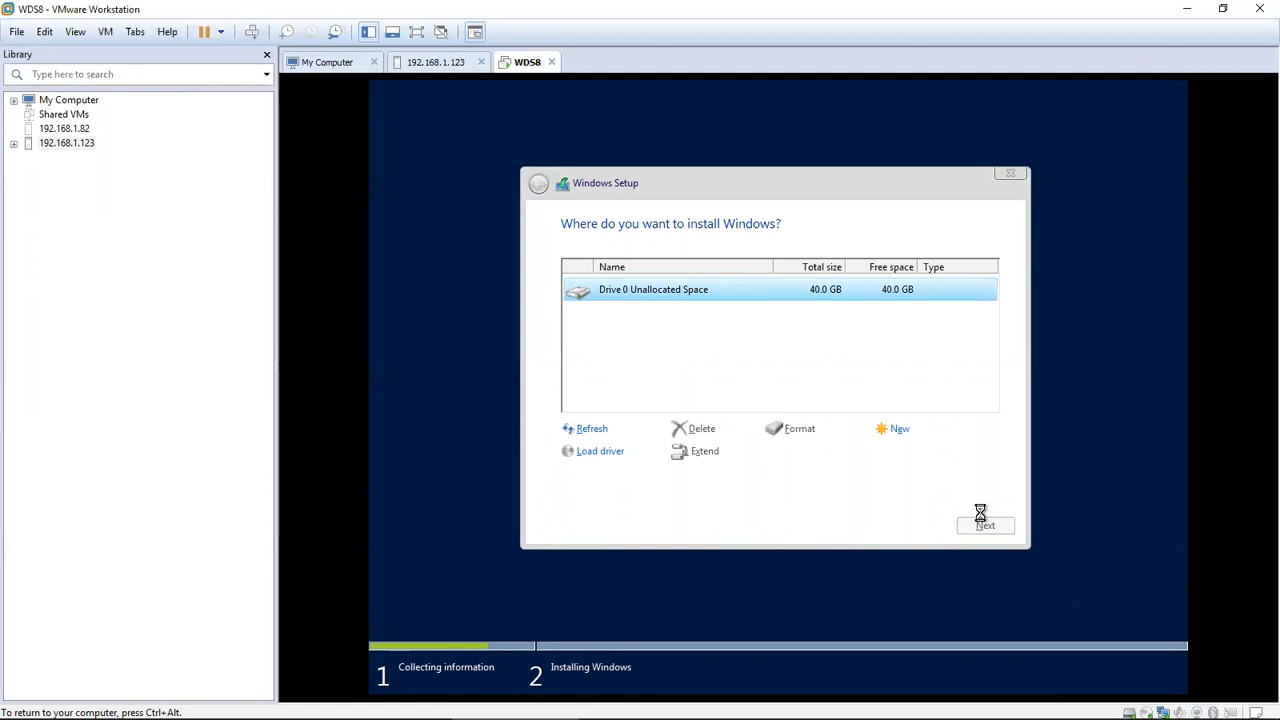 WDS8 - VMware Workstation
File Edit View VM Tabs Help
Library
Type here to search
My Computer
Shared VMs
192.168.1.82
192.168.1.123
My Computer 192.168.1.123 WDS8
Windows Setup
Where do you want to install Windows?
Name Total size Free space Type
Drive 0 Unallocated Space 40.0 GB 40.0 GB
Refresh Delete Format New
Load driver Extend
Next
1 Collecting information 2 Installing Windows
To return to your computer, press Ctrl+Alt.